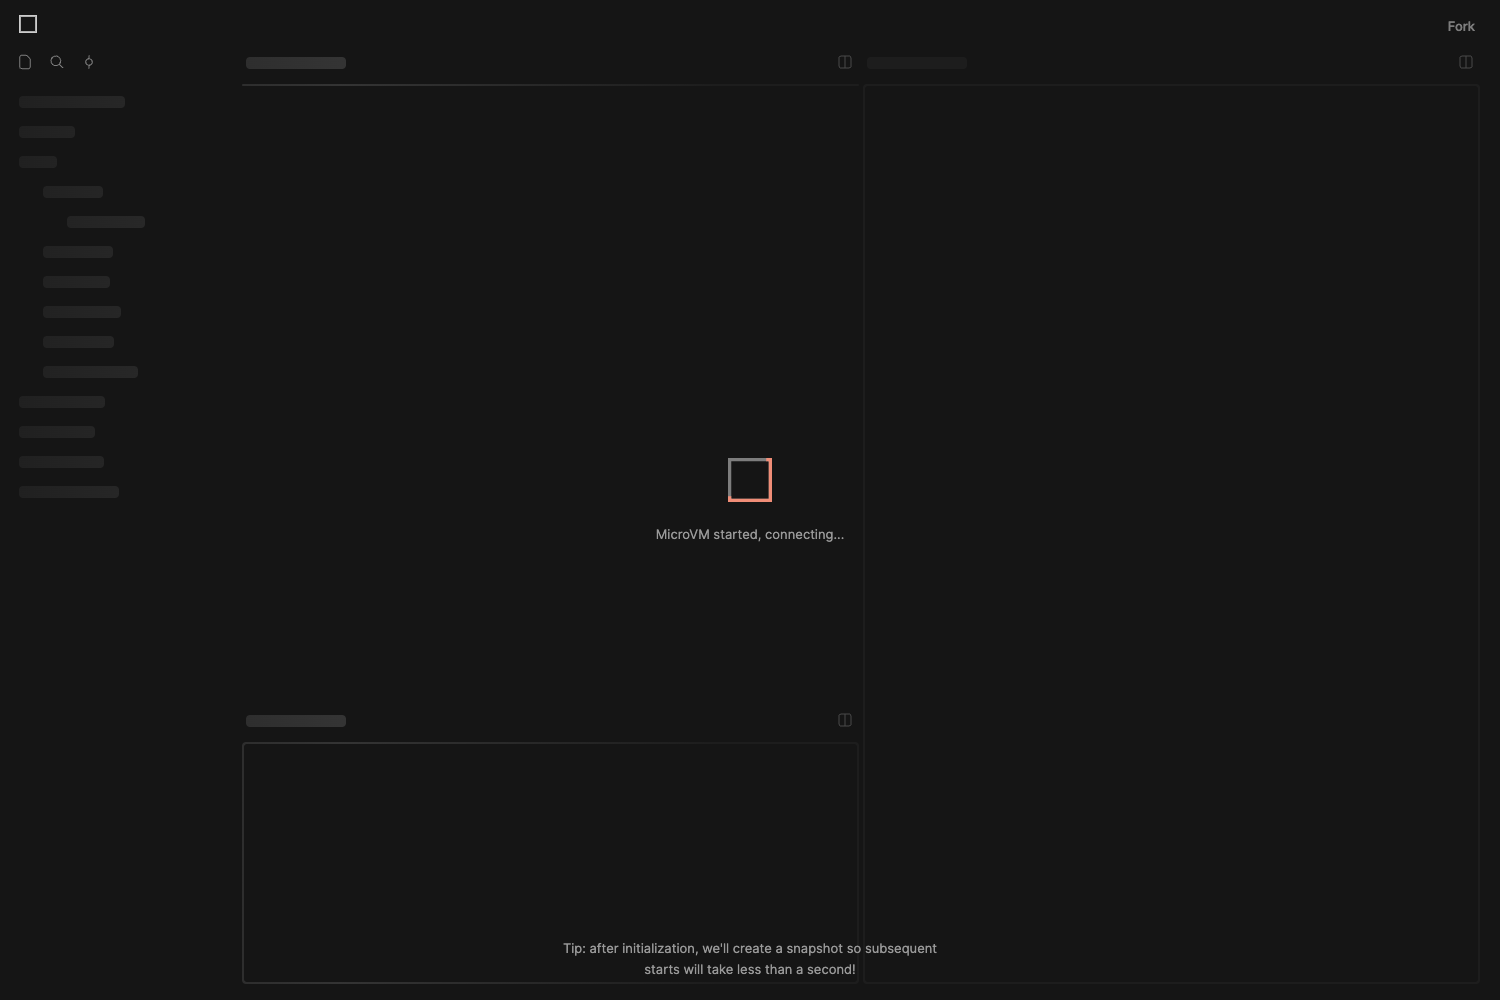 Fork
MicroVM started, connecting...
Tip: after initialization, we'll create a snapshot so subsequent
starts will take less than a second!